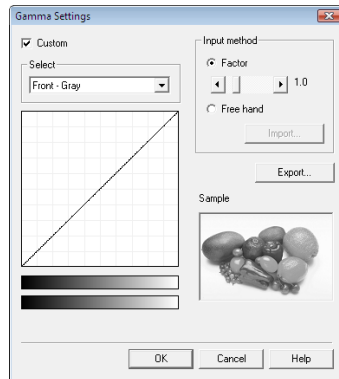 Gamma Settings
Custom
Select
Front - Gray
Input method
Factor
1.0
Free hand
Import...
Export...
Sample
OK
Cancel
Help